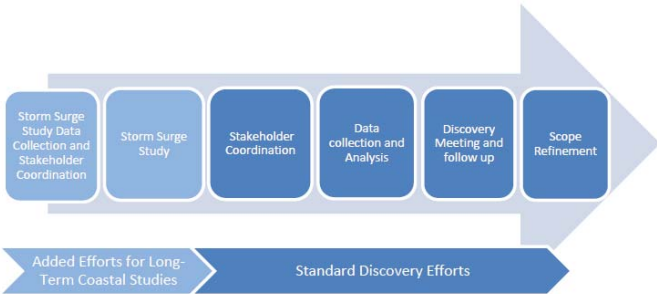 Storm Surge
Study Data
Collection and
Stakeholder
Coordination
Storm Surge
Study
Stakeholder
Coordination
Data
collection and
Analysis
Discovery
Meeting and
follow up
Scope
Refinement
Added Efforts for Long-
Term Coastal Studies
Standard Discovery Efforts